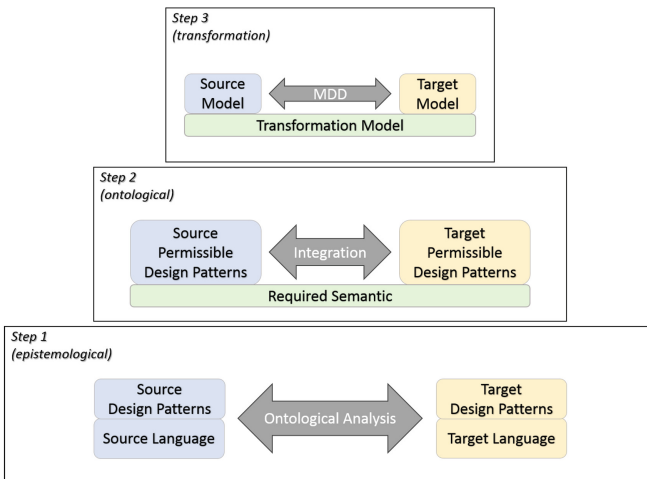 Step 3
(transformation)
Source
Model
MDD
Target
Model
Transformation Model
Step 2
(ontological)
Source
Permissible
Design Patterns
Integration
Target
Permissible
Design Patterns
Required Semantic
Step 1
(epistemological)
Source
Design Patterns
Source Language
Ontological Analysis
Target
Design Patterns
Target Language